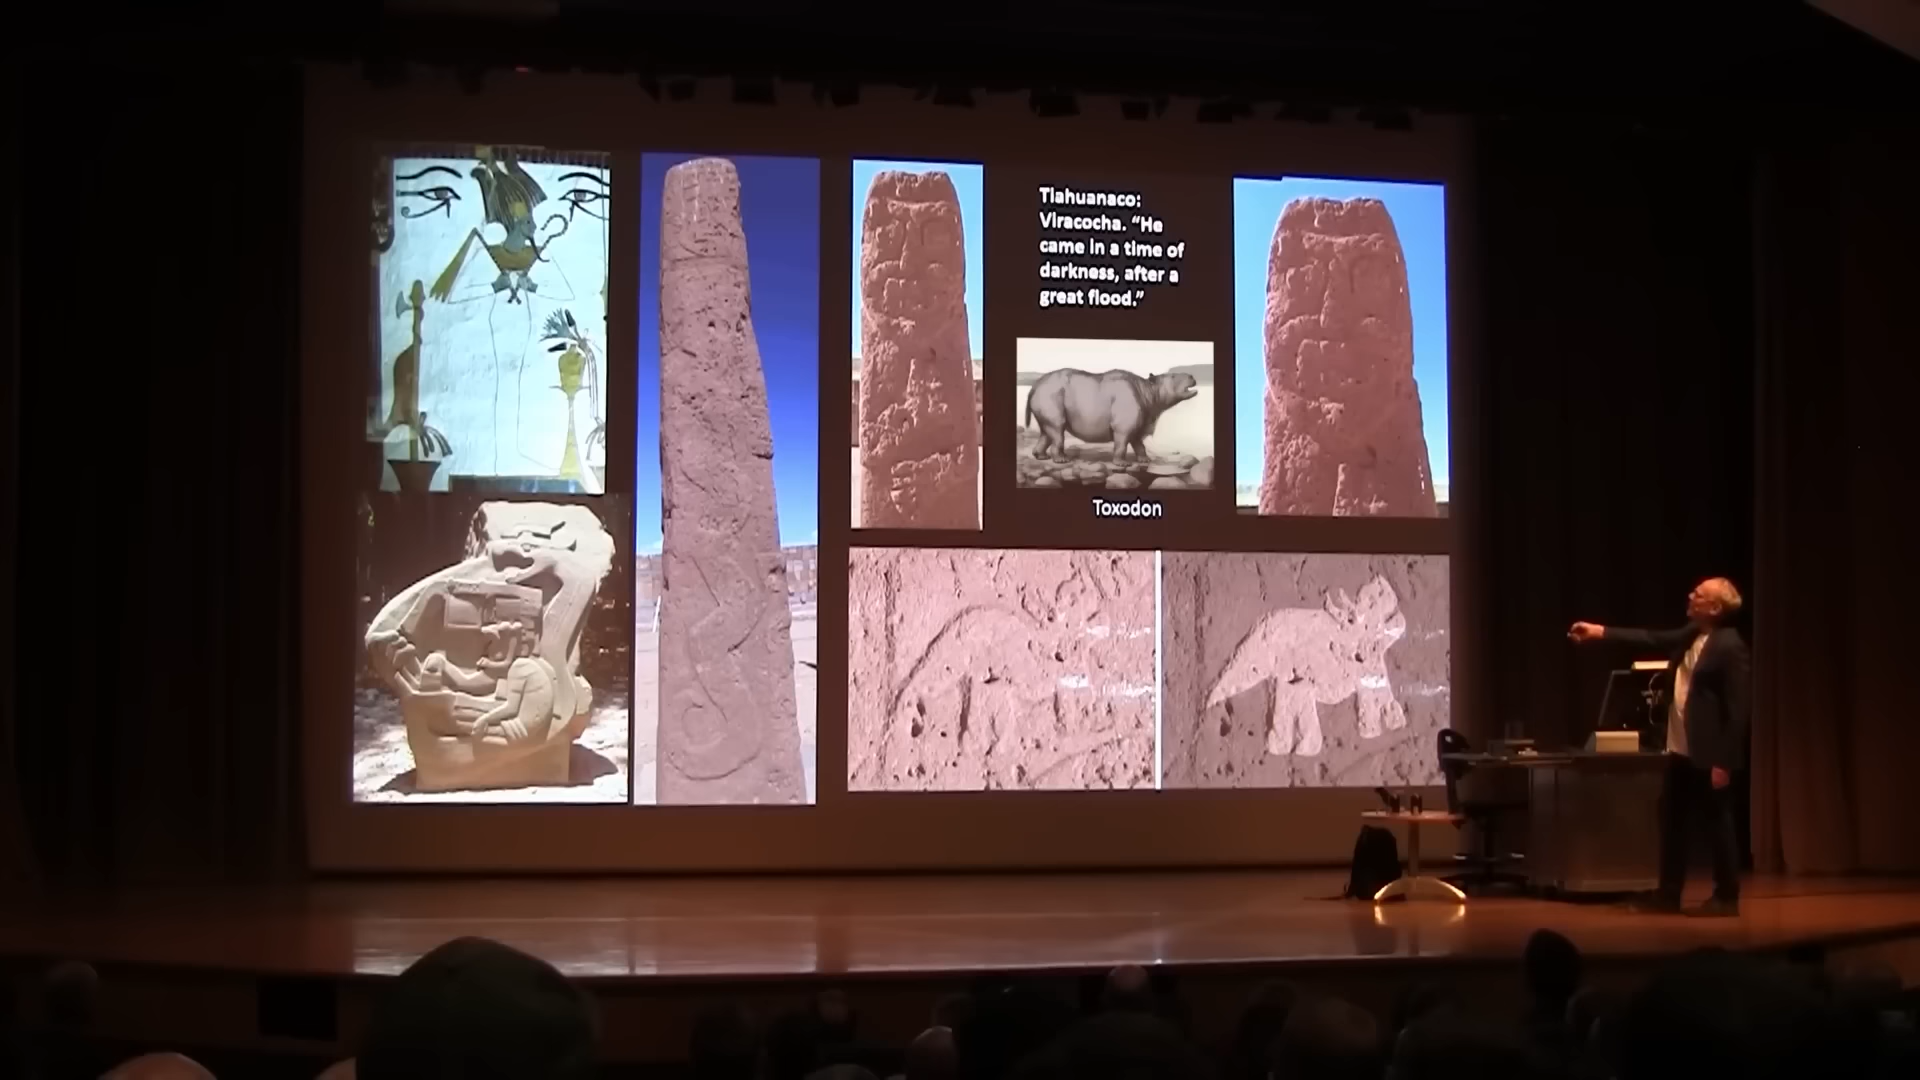 Tiahuanaco:
Viracocha. “He
came in a time of
darkness, after a
great flood.”
Toxodon